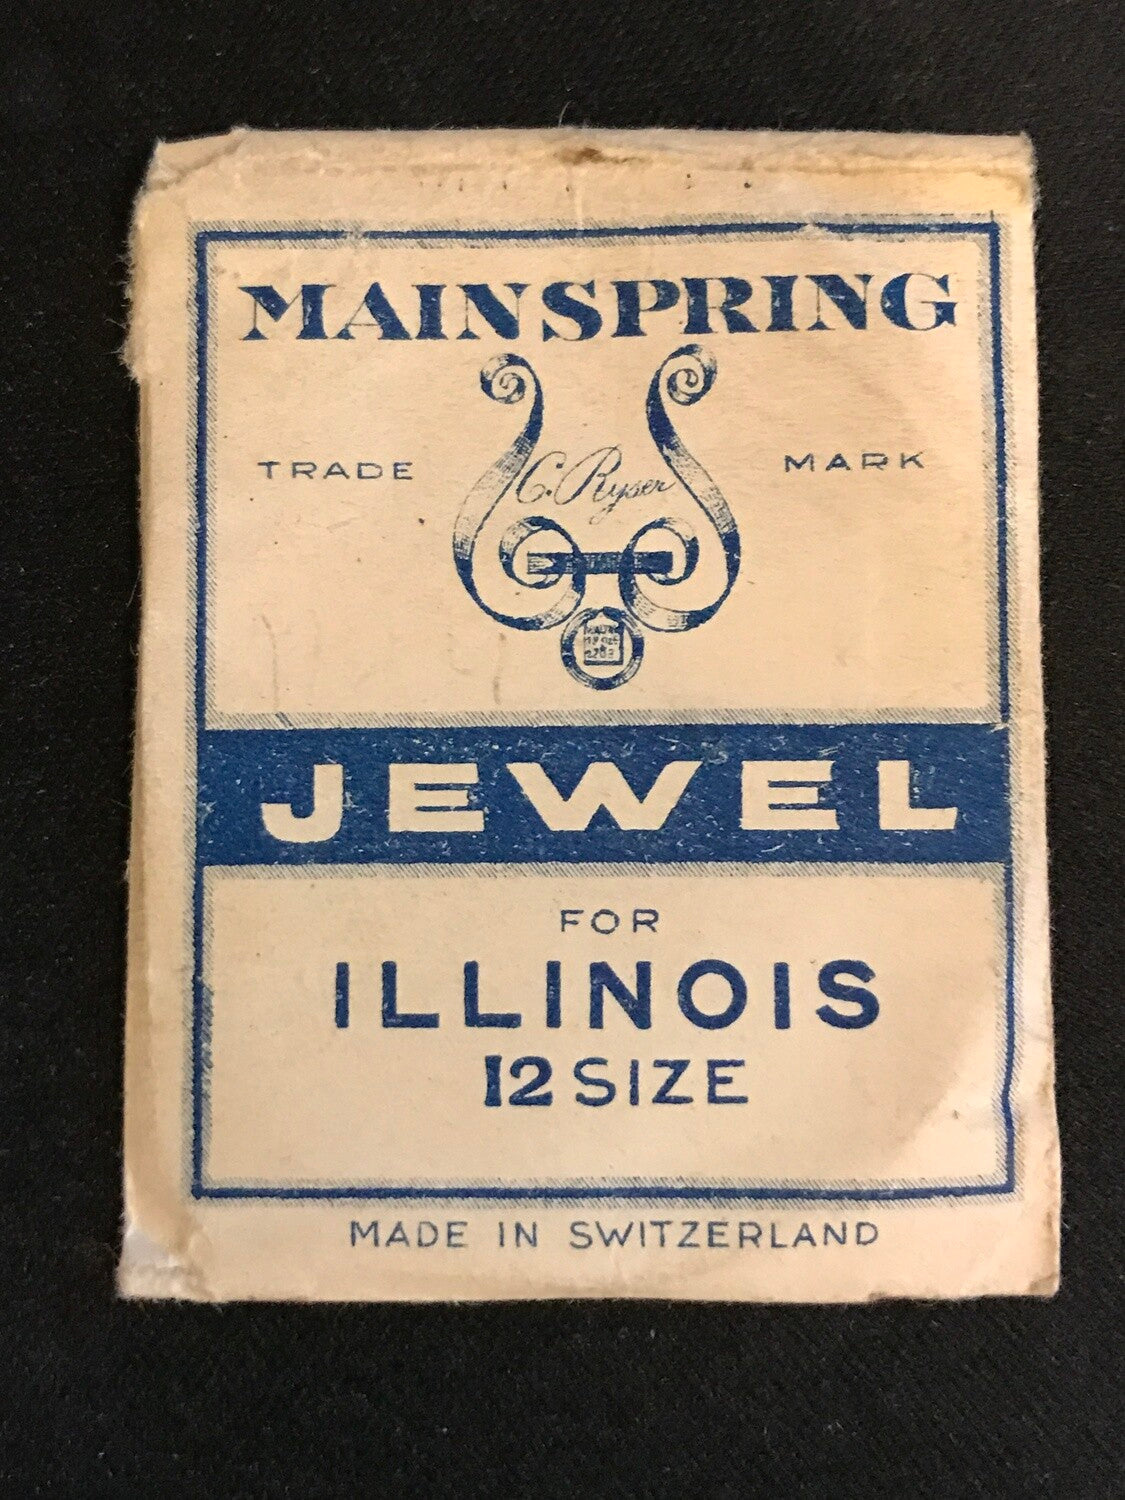 MAINSPRING
TRADE MARK
C. Ryser
JEWEL
FOR
ILLINOIS
12 SIZE
MADE IN SWITZERLAND